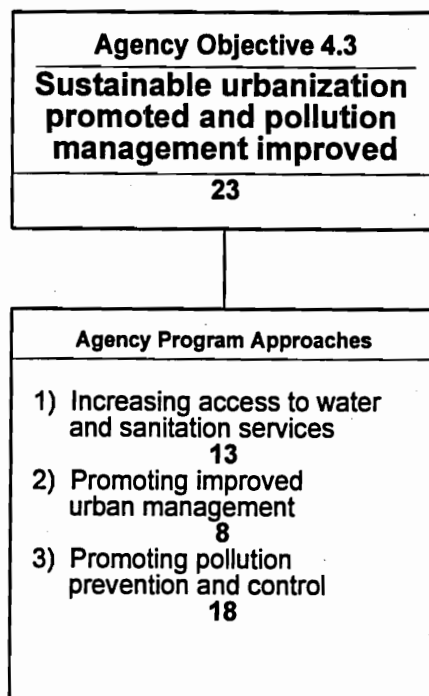 Agency Objective 4.3
Sustainable urbanization
promoted and pollution
management improved
23
Agency Program Approaches
1) Increasing access to water
and sanitation services
13
2) Promoting improved
urban management
8
3) Promoting pollution
prevention and control
18